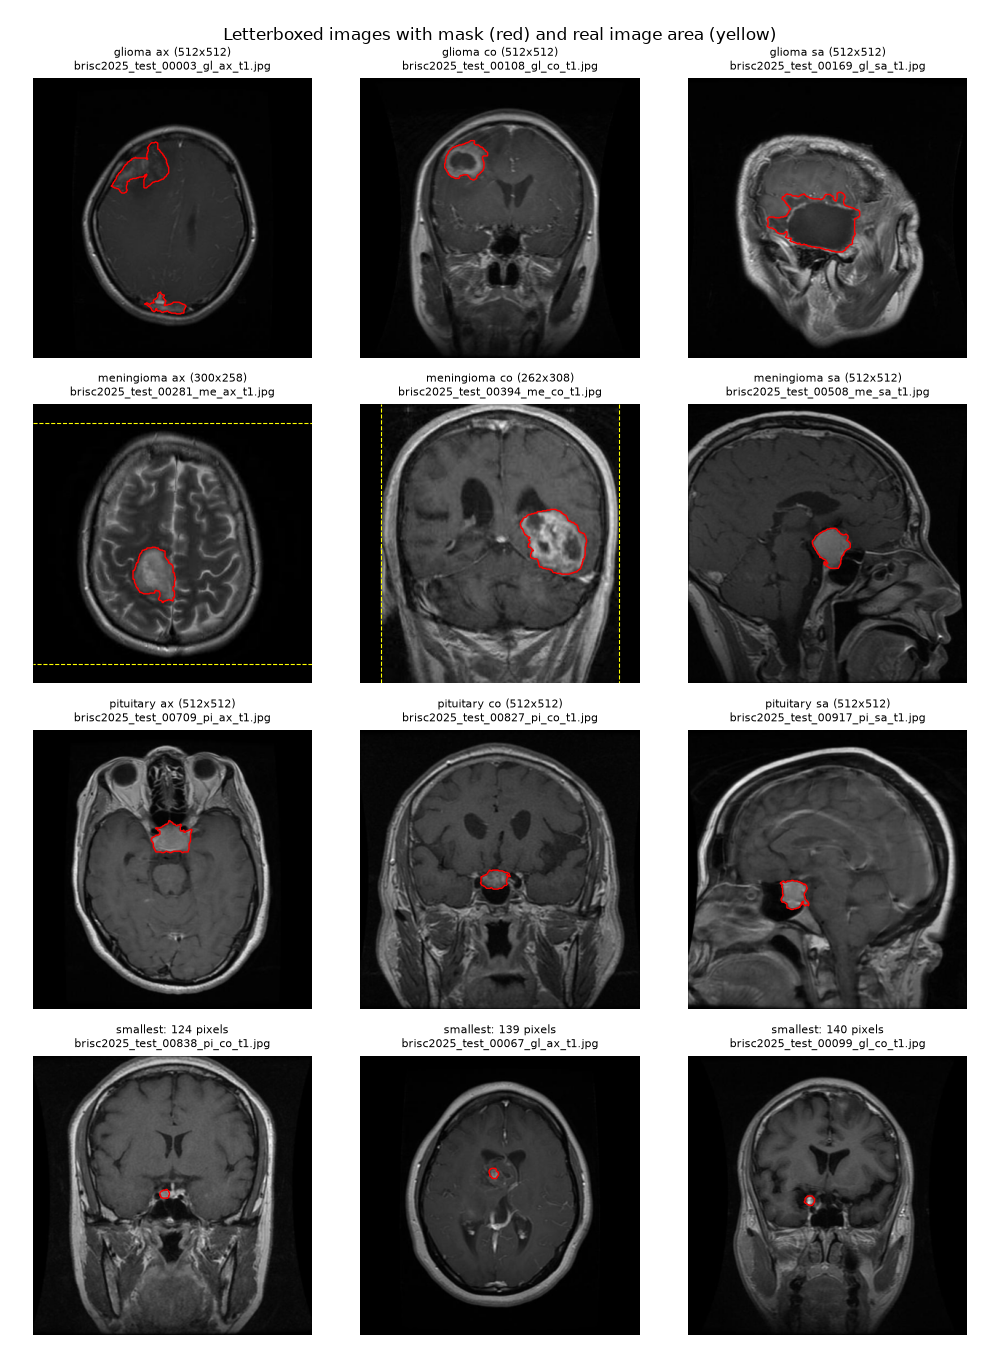 Letterboxed images with mask (red) and real image area (yellow)
glioma ax (512x512)
brisc2025_test_00003_gl_ax_t1.jpg
glioma co (512x512)
brisc2025_test_00108_gl_co_t1.jpg
glioma sa (512x512)
brisc2025_test_00169_gl_sa_t1.jpg
meningioma ax (300x258)
brisc2025_test_00281_me_ax_t1.jpg
meningioma co (262x308)
brisc2025_test_00394_me_co_t1.jpg
meningioma sa (512x512)
brisc2025_test_00508_me_sa_t1.jpg
pituitary ax (512x512)
brisc2025_test_00709_pi_ax_t1.jpg
pituitary co (512x512)
brisc2025_test_00827_pi_co_t1.jpg
pituitary sa (512x512)
brisc2025_test_00917_pi_sa_t1.jpg
smallest: 124 pixels
brisc2025_test_00838_pi_co_t1.jpg
smallest: 139 pixels
brisc2025_test_00067_gl_ax_t1.jpg
smallest: 140 pixels
brisc2025_test_00099_gl_co_t1.jpg